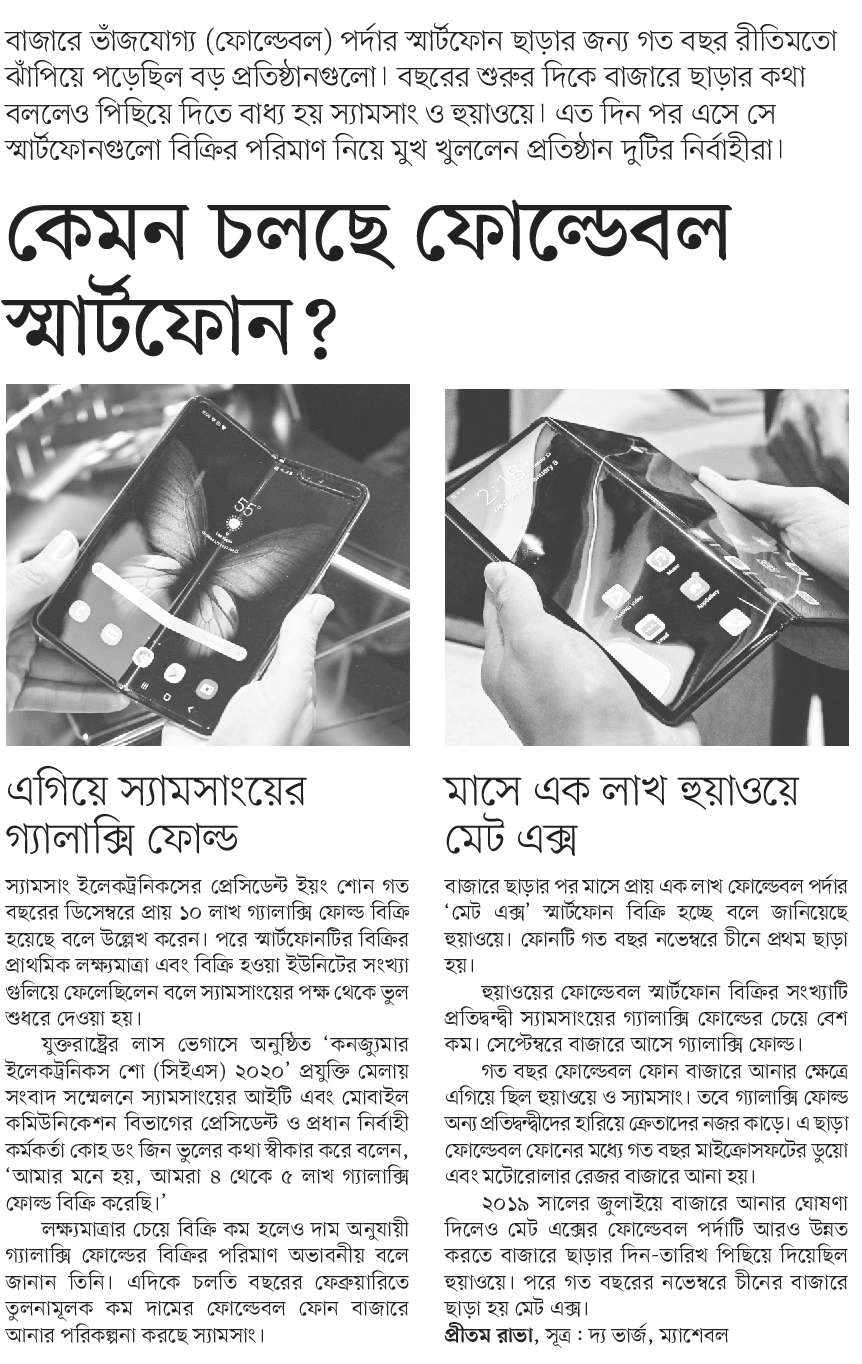 বাজারে ভাঁজযোগ্য (ফোল্ডেবল) পর্দার স্মার্টফোন ছাড়ার জন্য গত বছর রীতিমতো
ঝাঁপিয়ে পড়েছিল বড় প্রতিষ্ঠানগুলো। বছরের শুরুর দিকে বাজারে ছাড়ার কথা
বললেও পিছিয়ে দিতে বাধ্য হয় স্যামসাং ও হুয়াওয়ে। এত দিন পর এসে সে
স্মার্টফোনগুলো বিক্রির পরিমাণ নিয়ে মুখ খুললেন প্রতিষ্ঠান দুটির নির্বাহীরা।
কেমন চলছে ফোল্ডেবল
স্মার্টফোন?
55°
2:18
Huawei Video
Music
Email
AppGallery
এগিয়ে স্যামসাংয়ের
গ্যালাক্সি ফোল্ড
স্যামসাং ইলেকট্রনিকসের প্রেসিডেন্ট ইয়ং শোন গত
বছরের ডিসেম্বরে প্রায় ১০ লাখ গ্যালাক্সি ফোল্ড বিক্রি
হয়েছে বলে উল্লেখ করেন। পরে স্মার্টফোনটির বিক্রির
প্রাথমিক লক্ষ্যমাত্রা এবং বিক্রি হওয়া ইউনিটের সংখ্যা
গুলিয়ে ফেলেছিলেন বলে স্যামসাংয়ের পক্ষ থেকে ভুল
শুধরে দেওয়া হয়।
যুক্তরাষ্ট্রের লাস ভেগাসে অনুষ্ঠিত ‘কনজ্যুমার
ইলেকট্রনিকস শো (সিইএস) ২০২০’ প্রযুক্তি মেলায়
সংবাদ সম্মেলনে স্যামসাংয়ের আইটি এবং মোবাইল
কমিউনিকেশন বিভাগের প্রেসিডেন্ট ও প্রধান নির্বাহী
কর্মকর্তা কোহ ডং জিন ভুলের কথা স্বীকার করে বলেন,
‘আমার মনে হয়, আমরা ৪ থেকে ৫ লাখ গ্যালাক্সি
ফোল্ড বিক্রি করেছি।’
লক্ষ্যমাত্রার চেয়ে বিক্রি কম হলেও দাম অনুযায়ী
গ্যালাক্সি ফোল্ডের বিক্রির পরিমাণ অভাবনীয় বলে
জানান তিনি। এদিকে চলতি বছরের ফেব্রুয়ারিতে
তুলনামূলক কম দামের ফোল্ডেবল ফোন বাজারে
আনার পরিকল্পনা করছে স্যামসাং।
মাসে এক লাখ হুয়াওয়ে
মেট এক্স
বাজারে ছাড়ার পর মাসে প্রায় এক লাখ ফোল্ডেবল পর্দার
‘মেট এক্স’ স্মার্টফোন বিক্রি হচ্ছে বলে জানিয়েছে
হুয়াওয়ে। ফোনটি গত বছর নভেম্বরে চীনে প্রথম ছাড়া
হয়।
হুয়াওয়ের ফোল্ডেবল স্মার্টফোন বিক্রির সংখ্যাটি
প্রতিদ্বন্দ্বী স্যামসাংয়ের গ্যালাক্সি ফোল্ডের চেয়ে বেশ
কম। সেপ্টেম্বরে বাজারে আসে গ্যালাক্সি ফোল্ড।
গত বছর ফোল্ডেবল ফোন বাজারে আনার ক্ষেত্রে
এগিয়ে ছিল হুয়াওয়ে ও স্যামসাং। তবে গ্যালাক্সি ফোল্ড
অন্য প্রতিদ্বন্দ্বীদের হারিয়ে ক্রেতাদের নজর কাড়ে। এ ছাড়া
ফোল্ডেবল ফোনের মধ্যে গত বছর মাইক্রোসফটের ডুয়ো
এবং মটোরোলার রেজর বাজারে আনা হয়।
২০১৯ সালের জুলাইয়ে বাজারে আনার ঘোষণা
দিলেও মেট এক্সের ফোল্ডেবল পর্দাটি আরও উন্নত
করতে বাজারে ছাড়ার দিন-তারিখ পিছিয়ে দিয়েছিল
হুয়াওয়ে। পরে গত বছরের নভেম্বরে চীনের বাজারে
ছাড়া হয় মেট এক্স।
প্রীতম রাভা, সূত্র : দ্য ভার্জ, ম্যাশেবল